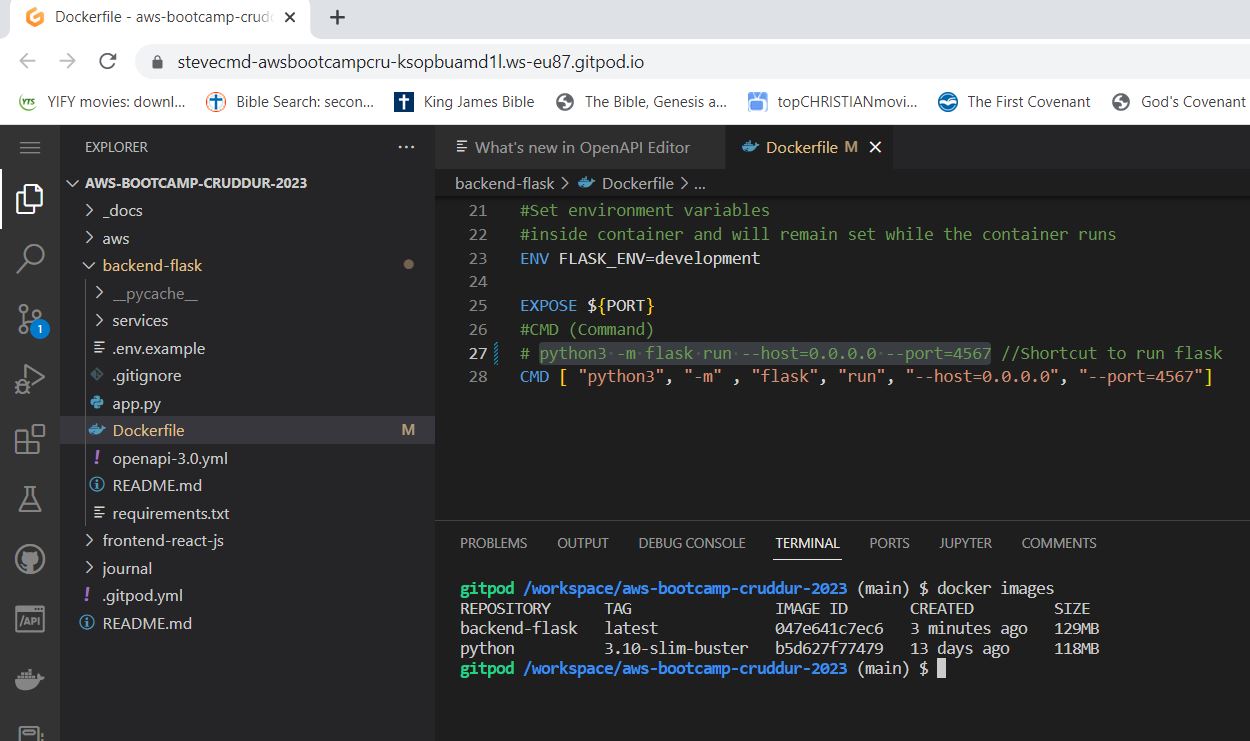 Dockerfile - aws-bootcamp-crudd
stevecmd-awsbootcampcru-ksopbuamd1l.ws-eu87.gitpod.io
YTS YIFY movies: downl... Bible Search: secon... King James Bible The Bible, Genesis a... topCHRISTIANmovi... The First Covenant God's Covenant
EXPLORER
AWS-BOOTCAMP-CRUDDUR-2023
_docs
aws
backend-flask
__pycache__
services
.env.example
.gitignore
app.py
Dockerfile M
openapi-3.0.yml
README.md
requirements.txt
frontend-react-js
journal
.gitpod.yml
README.md
1
/API
What's new in OpenAPI Editor Dockerfile M
backend-flask > Dockerfile > ...
21 #Set environment variables
22 #inside container and will remain set while the container runs
23 ENV FLASK_ENV=development
24
25 EXPOSE ${PORT}
26 #CMD (Command)
27 # python3 -m flask run --host=0.0.0.0 --port=4567 //Shortcut to run flask
28 CMD [ "python3", "-m" , "flask", "run", "--host=0.0.0.0", "--port=4567"]
PROBLEMS OUTPUT DEBUG CONSOLE TERMINAL PORTS JUPYTER COMMENTS
gitpod /workspace/aws-bootcamp-cruddur-2023 (main) $ docker images
REPOSITORY TAG IMAGE ID CREATED SIZE
backend-flask latest 047e641c7ec6 3 minutes ago 129MB
python 3.10-slim-buster b5d627f77479 13 days ago 118MB
gitpod /workspace/aws-bootcamp-cruddur-2023 (main) $